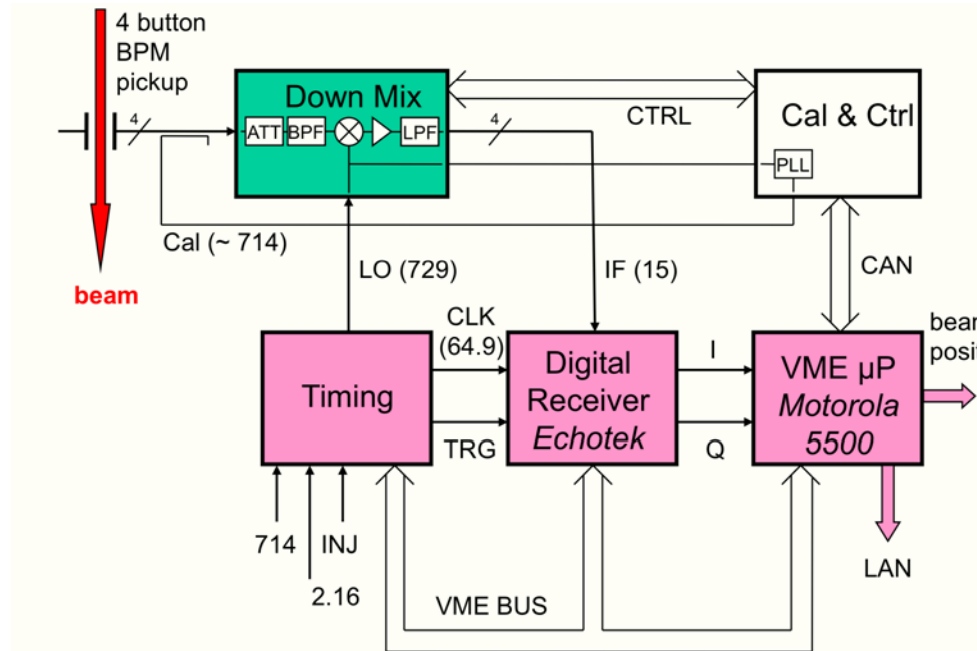 4 button
BPM
pickup
4
Down Mix
ATT
BPF
LPF
4
CTRL
Cal & Ctrl
PLL
Cal (~ 714)
LO (729)
IF (15)
CAN
beam
CLK
(64.9)
Timing
TRG
Digital
Receiver
Echotek
I
Q
VME µP
Motorola
5500
posit
714
INJ
2.16
VME BUS
LAN